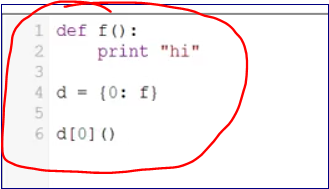 1 def f():
2     print "hi"
3
4 d = {0: f}
5
6 d[0]()